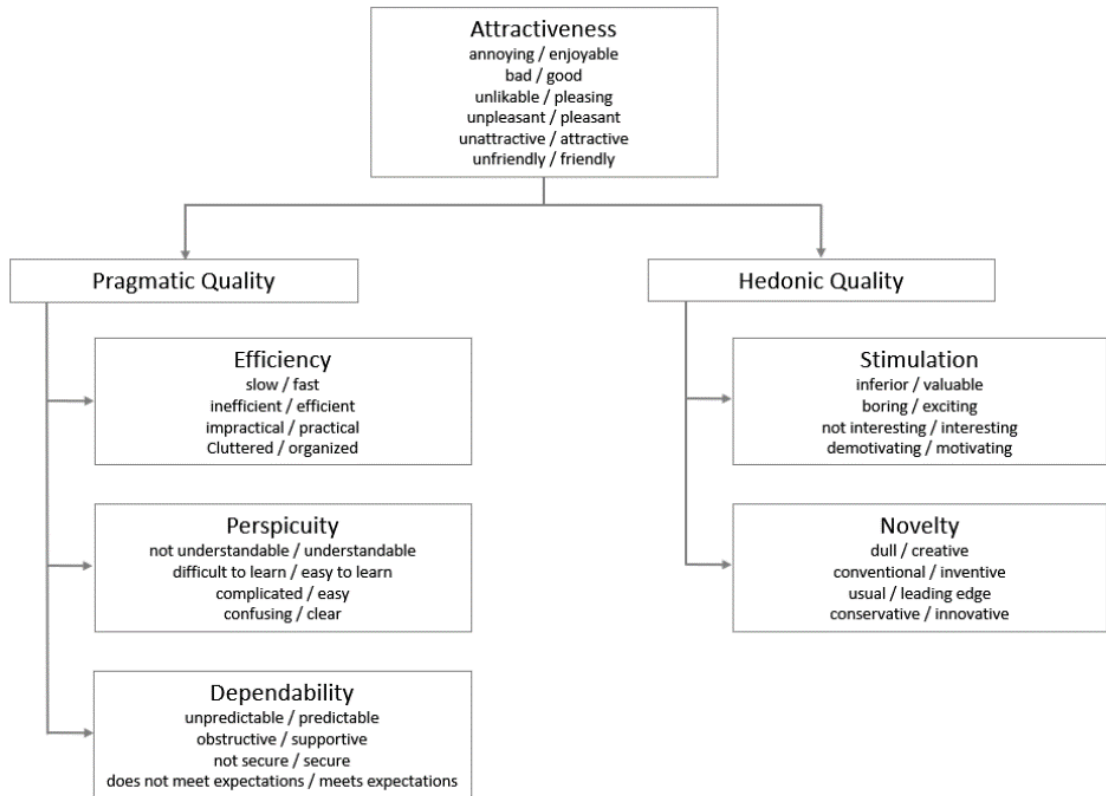 Attractiveness
annoying / enjoyable
bad / good
unlikable / pleasing
unpleasant / pleasant
unattractive / attractive
unfriendly / friendly
Pragmatic Quality
Hedonic Quality
Efficiency
slow / fast
inefficient / efficient
impractical / practical
Cluttered / organized
Stimulation
inferior / valuable
boring / exciting
not interesting / interesting
demotivating / motivating
Perspicuity
not understandable / understandable
difficult to learn / easy to learn
complicated / easy
confusing / clear
Novelty
dull / creative
conventional / inventive
usual / leading edge
conservative / innovative
Dependability
unpredictable / predictable
obstructive / supportive
not secure / secure
does not meet expectations / meets expectations